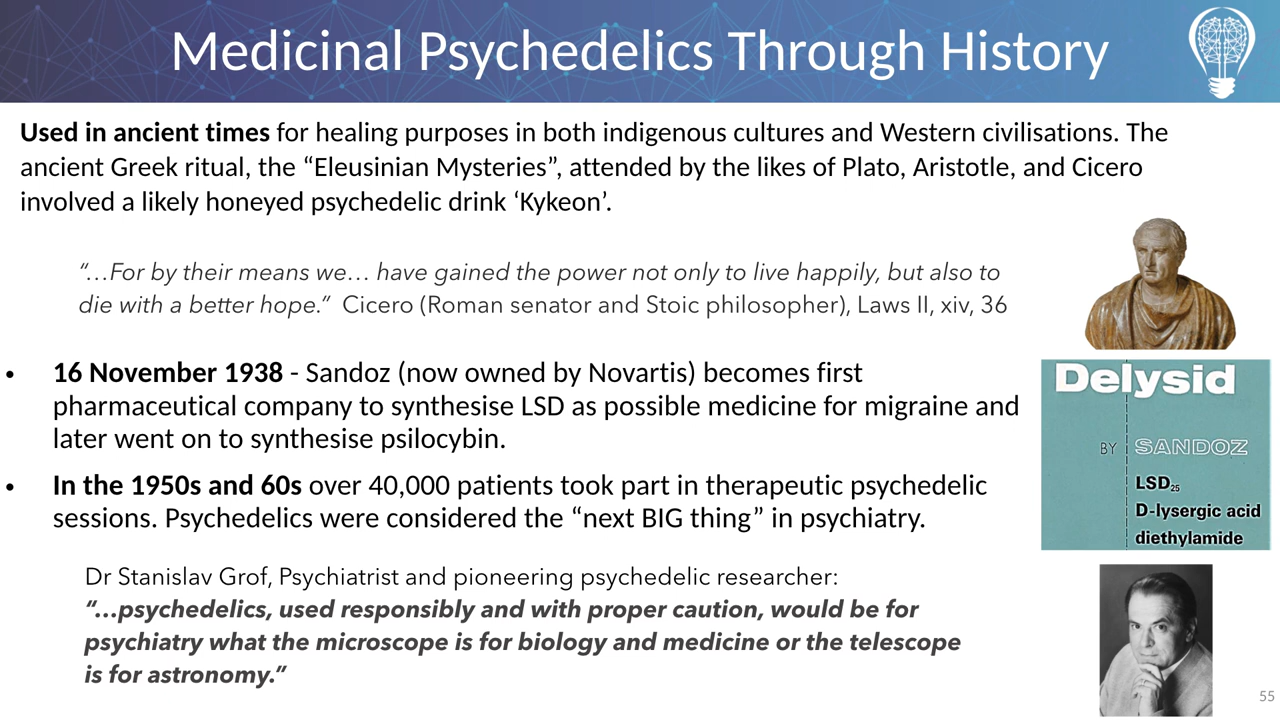 Medicinal Psychedelics Through History
Used in ancient times for healing purposes in both indigenous cultures and Western civilisations. The
ancient Greek ritual, the “Eleusinian Mysteries”, attended by the likes of Plato, Aristotle, and Cicero
involved a likely honeyed psychedelic drink ‘Kykeon’.
“…For by their means we… have gained the power not only to live happily, but also to
die with a better hope.” Cicero (Roman senator and Stoic philosopher), Laws II, xiv, 36
• 16 November 1938 - Sandoz (now owned by Novartis) becomes first
pharmaceutical company to synthesise LSD as possible medicine for migraine and
later went on to synthesise psilocybin.
• In the 1950s and 60s over 40,000 patients took part in therapeutic psychedelic
sessions. Psychedelics were considered the “next BIG thing” in psychiatry.
Delysid
BY SANDOZ
LSD25
D-lysergic acid
diethylamide
Dr Stanislav Grof, Psychiatrist and pioneering psychedelic researcher:
“…psychedelics, used responsibly and with proper caution, would be for
psychiatry what the microscope is for biology and medicine or the telescope
is for astronomy.”
55